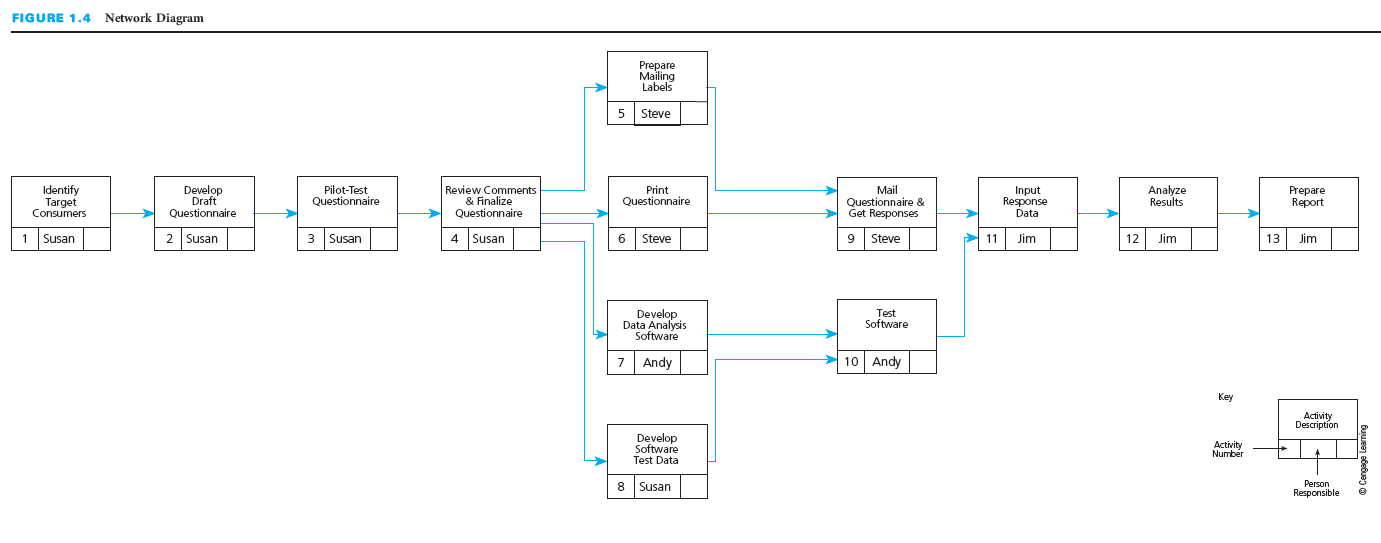 FIGURE 1.4 Network Diagram
Prepare
Mailing
Labels
5 Steve
Identify
Target
Consumers
1 Susan
Develop
Draft
Questionnaire
2 Susan
Pilot-Test
Questionnaire
3 Susan
Review Comments
& Finalize
Questionnaire
4 Susan
Print
Questionnaire
6 Steve
Mail
Questionnaire &
Get Responses
9 Steve
Input
Response
Data
11 Jim
Analyze
Results
12 Jim
Prepare
Report
13 Jim
Develop
Data Analysis
Software
7 Andy
Test
Software
10 Andy
Develop
Software
Test Data
8 Susan
Key
Activity
Description
Activity
Number
Person
Responsible
© Cengage Learning